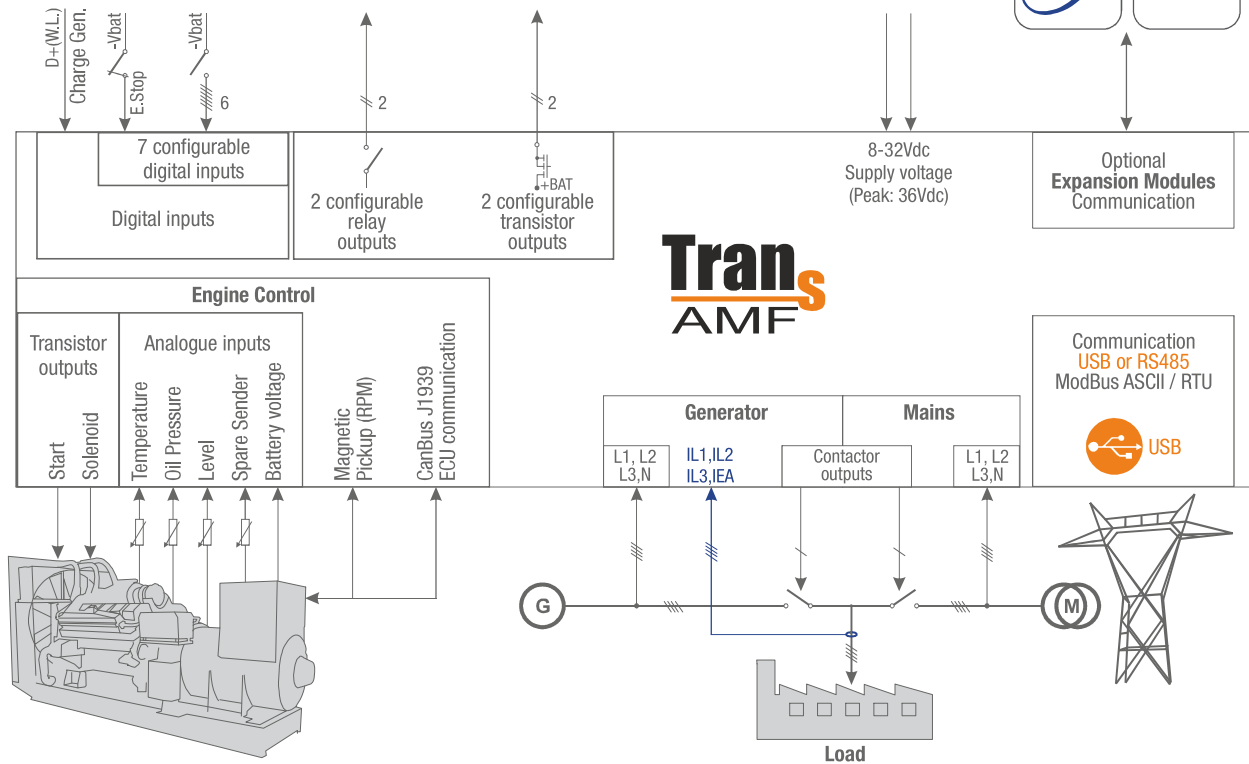 D+(W.L.)
Charge Gen.
-Vbat
E.Stop
-Vbat
6
2
2
7 configurable
digital inputs
Digital inputs
2 configurable
relay
outputs
+BAT
2 configurable
transistor
outputs
8-32Vdc
Supply voltage
(Peak: 36Vdc)
Optional
Expansion Modules
Communication
Trans
AMF
Engine Control
Transistor
outputs
Start
Solenoid
Analogue inputs
Temperature
Oil Pressure
Level
Spare Sender
Battery voltage
Magnetic
Pickup (RPM)
CanBus J1939
ECU communication
Generator
Mains
L1, L2
L3,N
IL1,IL2
IL3,IEA
Contactor
outputs
L1, L2
L3,N
Communication
USB or RS485
ModBus ASCII / RTU
USB
G
M
Load